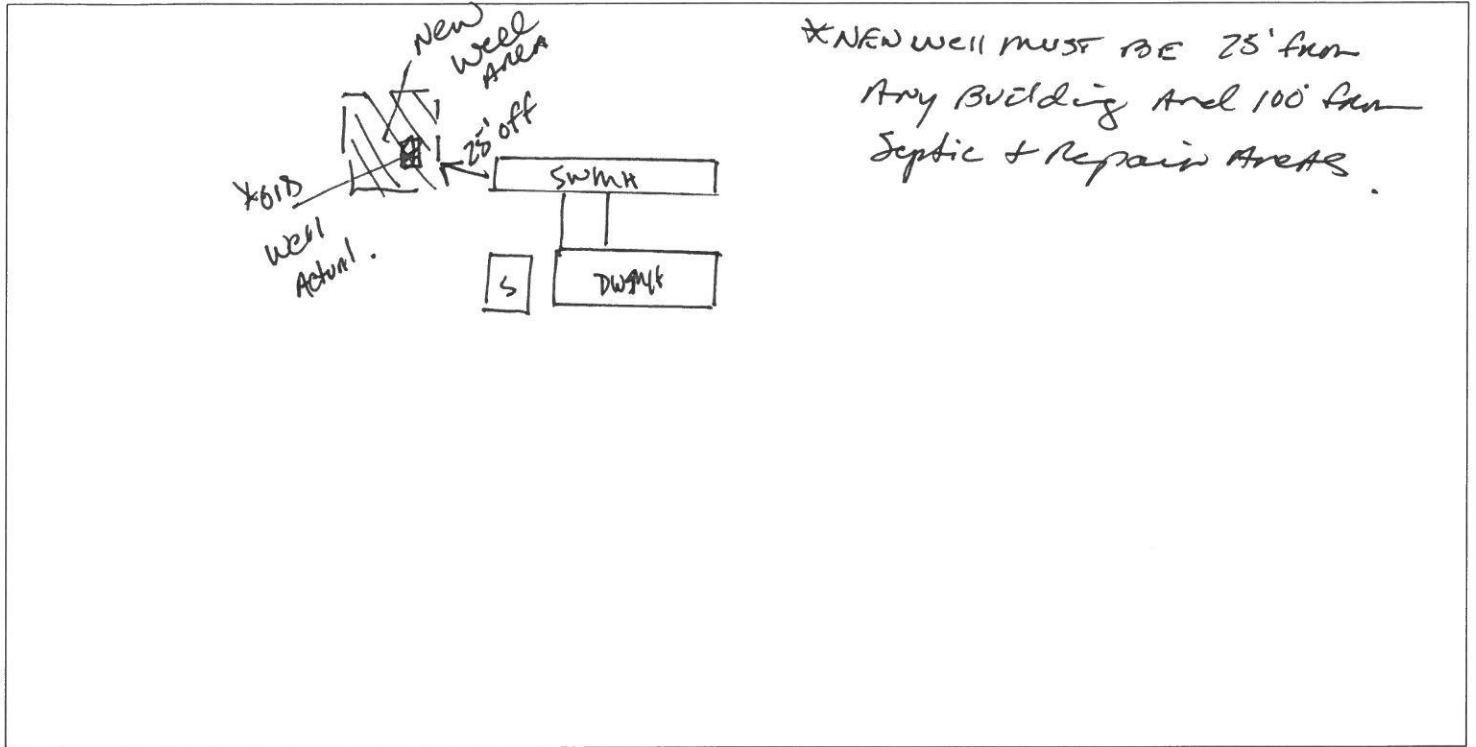 New
Well
Area
25' off
*NEW well must BE 25' from
Any Building And 100' from
Septic & Repair Areas.
SWMH
*Old
Well
Actual.
S
DWMH